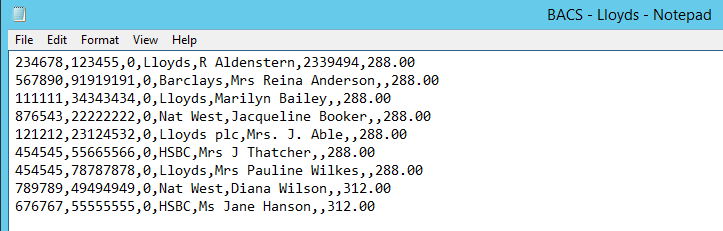 BACS - Lloyds - Notepad
File Edit Format View Help
234678,123455,0,Lloyds,R Aldenstern,2339494,288.00
567890,91919191,0,Barclays,Mrs Reina Anderson,,288.00
111111,34343434,0,Lloyds,Marilyn Bailey,,288.00
876543,22222222,0,Nat West,Jacqueline Booker,,288.00
121212,23124532,0,Lloyds plc,Mrs. J. Able,,288.00
454545,55665566,0,HSBC,Mrs J Thatcher,,288.00
454545,78787878,0,Lloyds,Mrs Pauline Wilkes,,288.00
789789,49494949,0,Nat West,Diana Wilson,,312.00
676767,55555555,0,HSBC,Ms Jane Hanson,,312.00